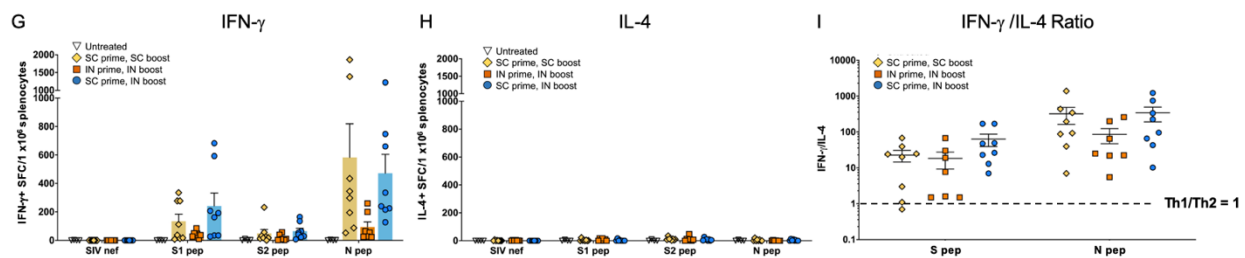 G IFN-γ
Untreated
SC prime, SC boost
IN prime, IN boost
SC prime, IN boost
IFN-γ+ SFC/1 x10⁶ splenocytes
2000
1500
1000
800
600
400
200
0
SIV nef S1 pep S2 pep N pep
H IL-4
Untreated
SC prime, SC boost
IN prime, IN boost
SC prime, IN boost
IL-4+ SFC/1 x10⁶ splenocytes
2000
1500
1000
800
600
400
200
0
SIV nef S1 pep S2 pep N pep
I IFN-γ /IL-4 Ratio
SC prime, SC boost
IN prime, IN boost
SC prime, IN boost
IFN-γ/IL-4
10000
1000
100
10
1
0.1
Th1/Th2 = 1
S pep N pep